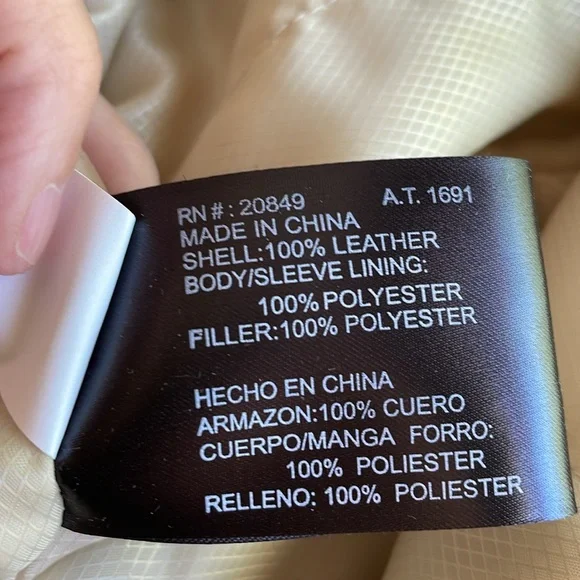 RN #: 20849 A.T. 1691
MADE IN CHINA
SHELL:100% LEATHER
BODY/SLEEVE LINING:
100% POLYESTER
FILLER:100% POLYESTER
HECHO EN CHINA
ARMAZON:100% CUERO
CUERPO/MANGA FORRO:
100% POLIESTER
RELLENO: 100% POLIESTER